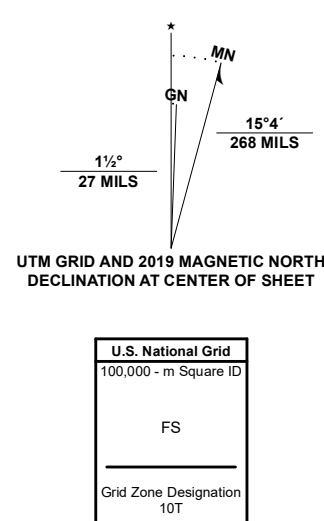 ★
MN
GN
15°4´
268 MILS
1½°
27 MILS
UTM GRID AND 2019 MAGNETIC NORTH
DECLINATION AT CENTER OF SHEET
U.S. National Grid
100,000 - m Square ID
FS
Grid Zone Designation
10T